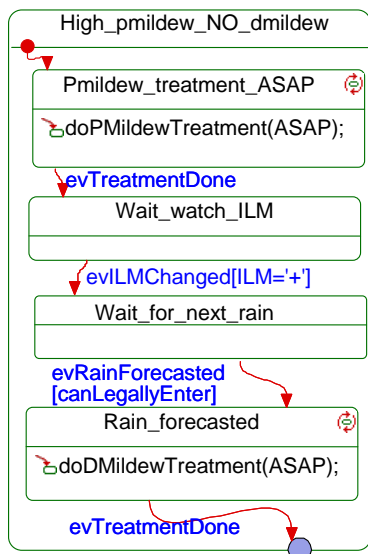 High_pmildew_NO_dmildew
Pmildew_treatment_ASAP
doPMildewTreatment(ASAP);
evTreatmentDone
Wait_watch_ILM
evILMChanged[ILM='+']
Wait_for_next_rain
evRainForecasted
[canLegallyEnter]
Rain_forecasted
doDMildewTreatment(ASAP);
evTreatmentDone